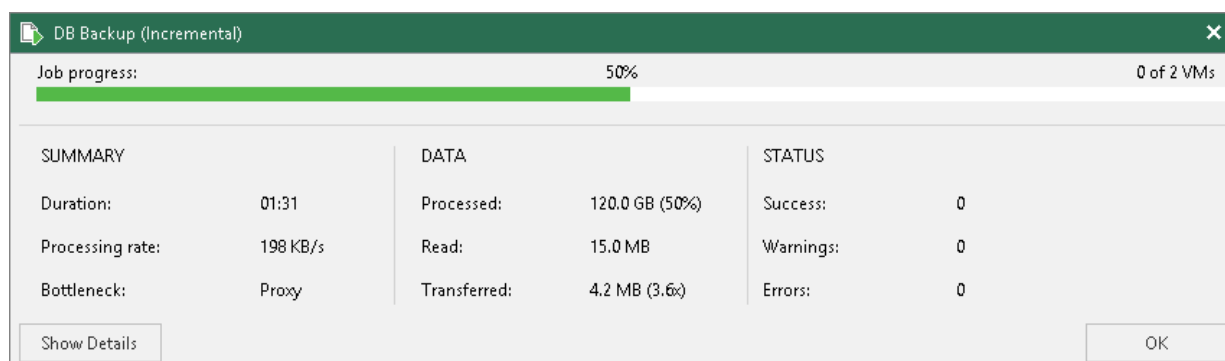 DB Backup (Incremental)
Job progress: 50% 0 of 2 VMs
SUMMARY DATA STATUS
Duration: 01:31 Processed: 120.0 GB (50%) Success: 0
Processing rate: 198 KB/s Read: 15.0 MB Warnings: 0
Bottleneck: Proxy Transferred: 4.2 MB (3.6x) Errors: 0
Show Details OK